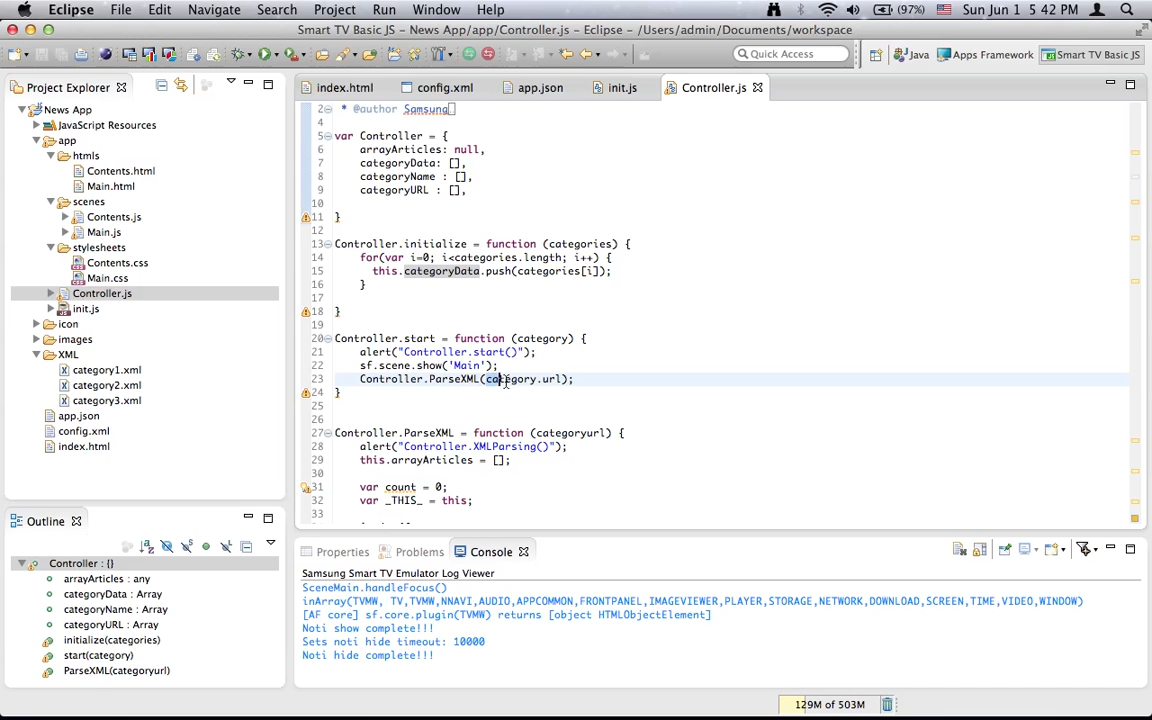 Eclipse File Edit Navigate Search Project Run Window Help (97%) Sun Jun 1 5:42 PM
Smart TV Basic JS - News App/app/Controller.js - Eclipse - /Users/admin/Documents/workspace
Quick Access Java Apps Framework Smart TV Basic JS
Project Explorer
News App
JavaScript Resources
app
htmls
Contents.html
Main.html
scenes
Contents.js
Main.js
stylesheets
Contents.css
Main.css
Controller.js
init.js
icon
images
XML
category1.xml
category2.xml
category3.xml
app.json
config.xml
index.html
Outline
Controller : {}
arrayArticles : any
categoryData : Array
categoryName : Array
categoryURL : Array
initialize(categories)
start(category)
ParseXML(categoryurl)
index.html config.xml app.json init.js Controller.js
2 * @author Samsung
4
5 var Controller = {
6 arrayArticles: null,
7 categoryData: [],
8 categoryName : [],
9 categoryURL : [],
10
11 }
12
13 Controller.initialize = function (categories) {
14 for(var i=0; i<categories.length; i++) {
15 this.categoryData.push(categories[i]);
16 }
17
18 }
19
20 Controller.start = function (category) {
21 alert("Controller.start()");
22 sf.scene.show('Main');
23 Controller.ParseXML(category.url);
24 }
25
26
27 Controller.ParseXML = function (categoryurl) {
28 alert("Controller.XMLParsing()");
29 this.arrayArticles = [];
30
31 var count = 0;
32 var _THIS_ = this;
33
Properties Problems Console
Samsung Smart TV Emulator Log Viewer
SceneMain.handleFocus()
inArray(TVMW, TV,TVMW,NNAVI,AUDIO,APPCOMMON,FRONTPANEL,IMAGEVIEWER,PLAYER,STORAGE,NETWORK,DOWNLOAD,SCREEN,TIME,VIDEO,WINDOW)
[AF core] sf.core.plugin(TVMW) returns [object HTMLObjectElement]
Noti show complete!!!
Sets noti hide timeout: 10000
Noti hide complete!!!
129M of 503M